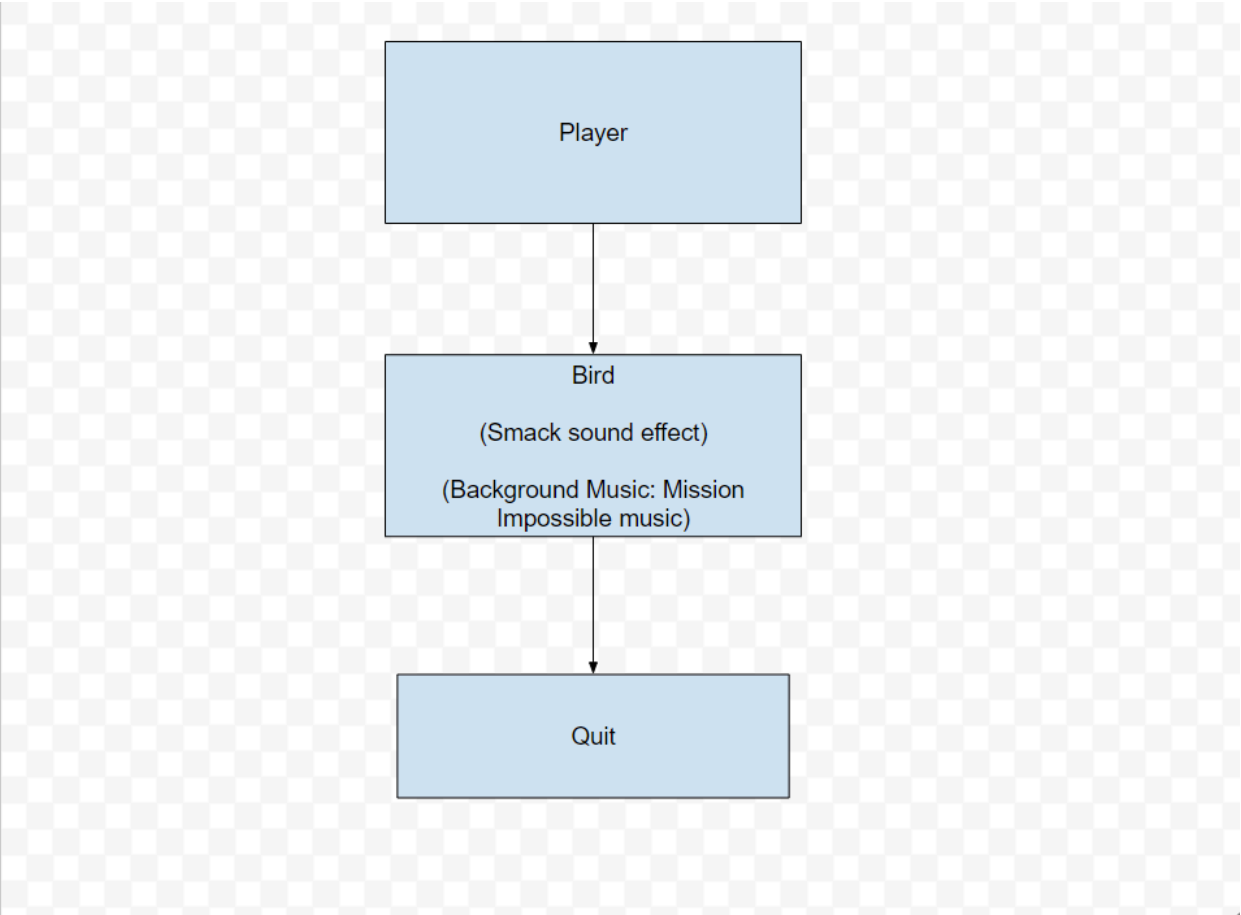 Player
Bird
(Smack sound effect)
(Background Music: Mission
Impossible music)
Quit